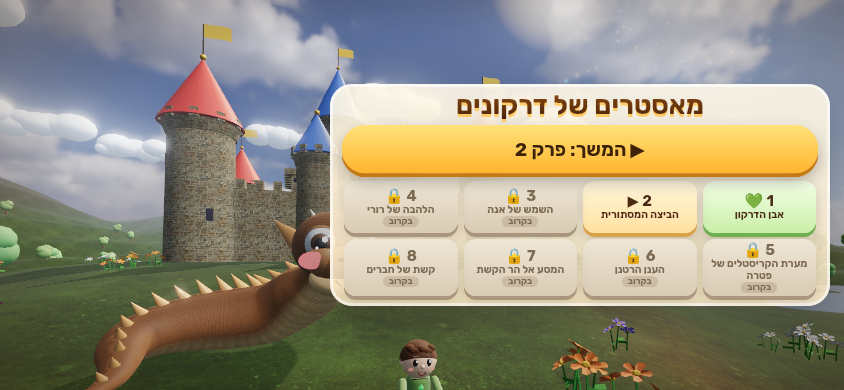 מאסטרים של דרקונים
▶ המשך: פרק 2
1 💚
אבן הדרקון
2 ▶
הביצה המסתורית
3 🔒
השמש של אנה
בקרוב
4 🔒
הלהבה של רורי
בקרוב
5 🔒
מערת הקריסטלים של
פטרה
בקרוב
6 🔒
הענן הרטנן
בקרוב
7 🔒
המסע אל הר הקשת
בקרוב
8 🔒
קשת של חברים
בקרוב